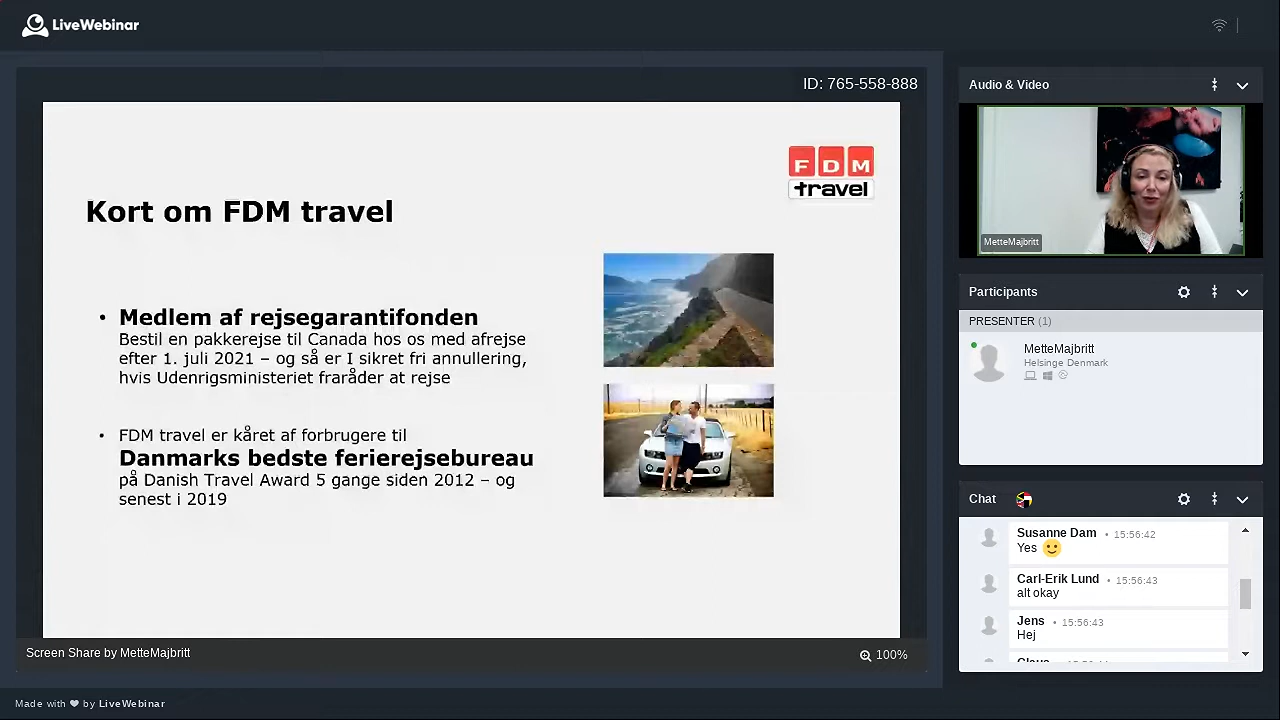 LiveWebinar
ID: 765-558-888
FDM
travel
Kort om FDM travel
• Medlem af rejsegarantifonden
Bestil en pakkerejse til Canada hos os med afrejse
efter 1. juli 2021 – og så er I sikret fri annullering,
hvis Udenrigsministeriet fraråder at rejse
• FDM travel er kåret af forbrugere til
Danmarks bedste ferierejsebureau
på Danish Travel Award 5 gange siden 2012 – og
senest i 2019
Screen Share by MetteMajbritt
100%
Audio & Video
MetteMajbritt
Participants
PRESENTER (1)
MetteMajbritt
Helsinge Denmark
Chat
Susanne Dam • 15:56:42
Yes 🙂
Carl-Erik Lund • 15:56:43
alt okay
Jens • 15:56:43
Hej
Made with ❤ by LiveWebinar